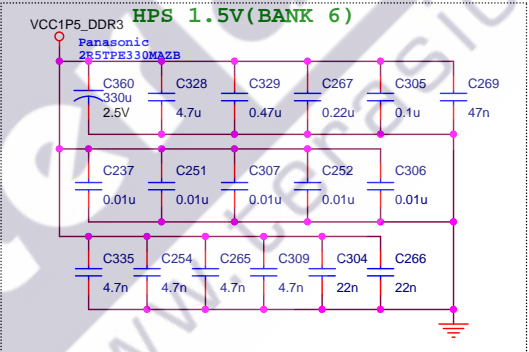 HPS 1.5V(BANK 6)
VCC1P5_DDR3
Panasonic
2R5TPE330MAZB
C360 C328 C329 C267 C305 C269
330u 4.7u 0.47u 0.22u 0.1u 47n
2.5V
C237 C251 C307 C252 C306
0.01u 0.01u 0.01u 0.01u 0.01u
C335 C254 C265 C309 C304 C266
4.7n 4.7n 4.7n 4.7n 22n 22n
www.terasic